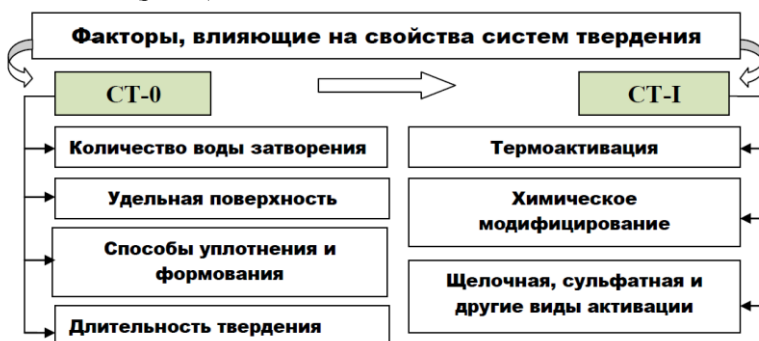 Факторы, влияющие на свойства систем твердения
СТ-0
СТ-I
Количество воды затворения
Удельная поверхность
Способы уплотнения и
формования
Длительность твердения
Термоактивация
Химическое
модифицирование
Щелочная, сульфатная и
другие виды активации